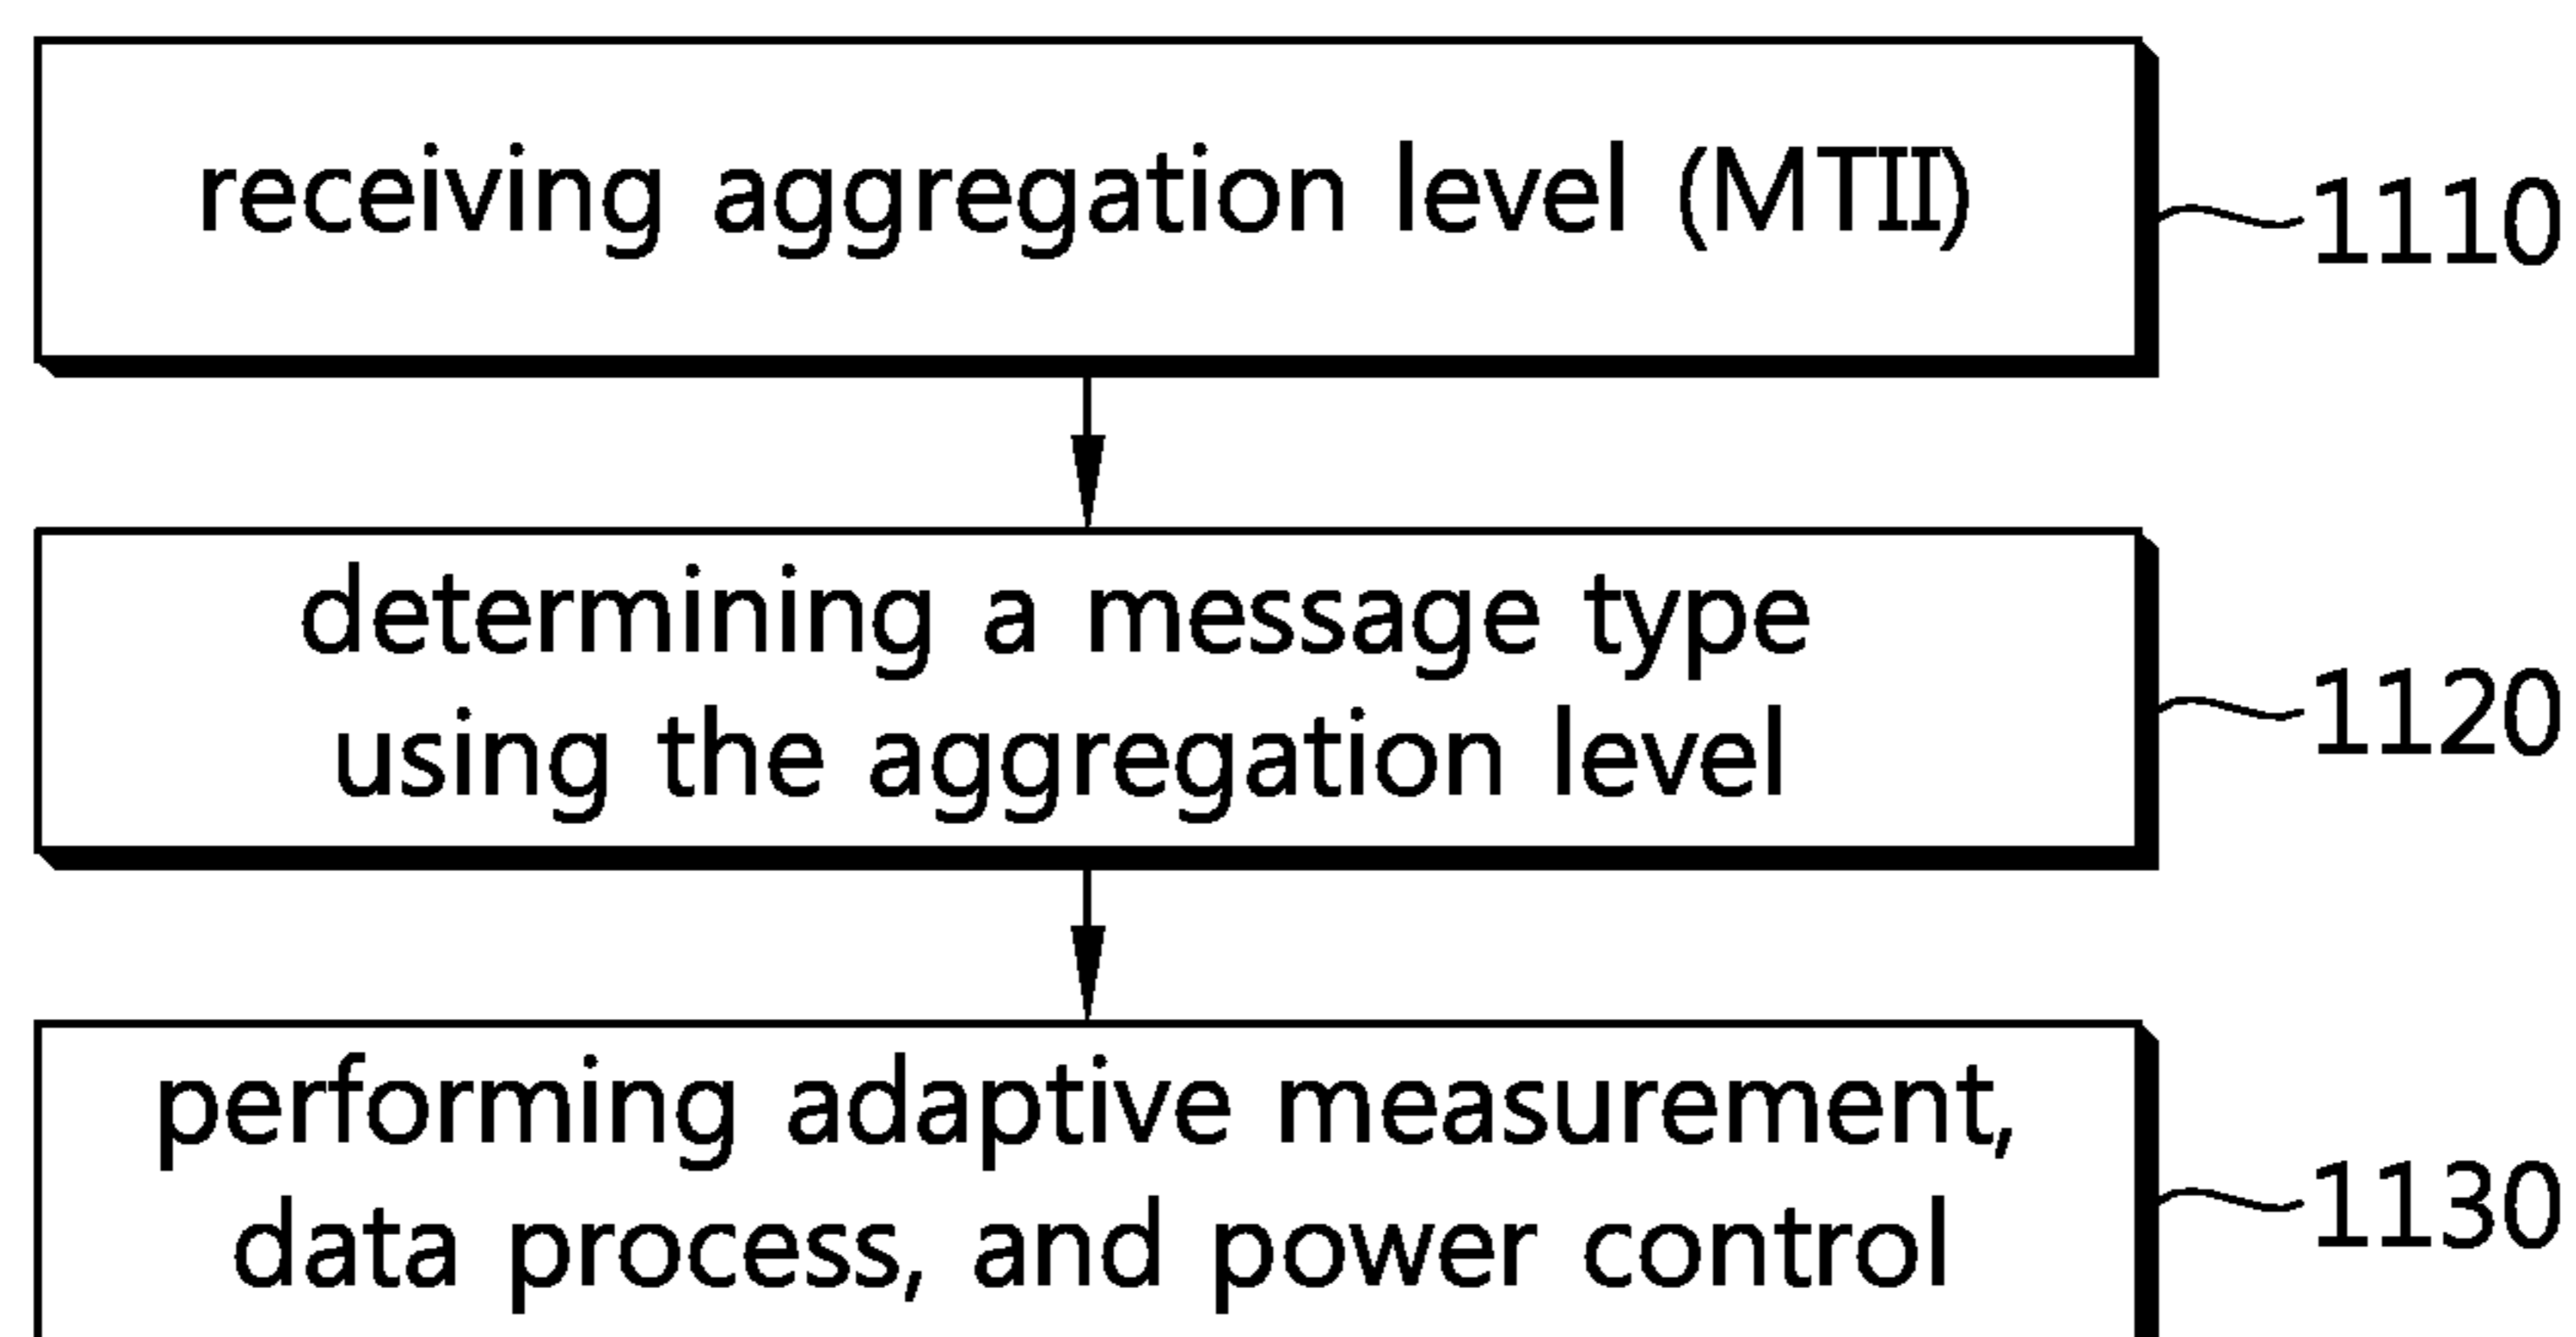 receiving aggregation level (MTII)
1110
determining a message type
using the aggregation level
1120
performing adaptive measurement,
data process, and power control
1130